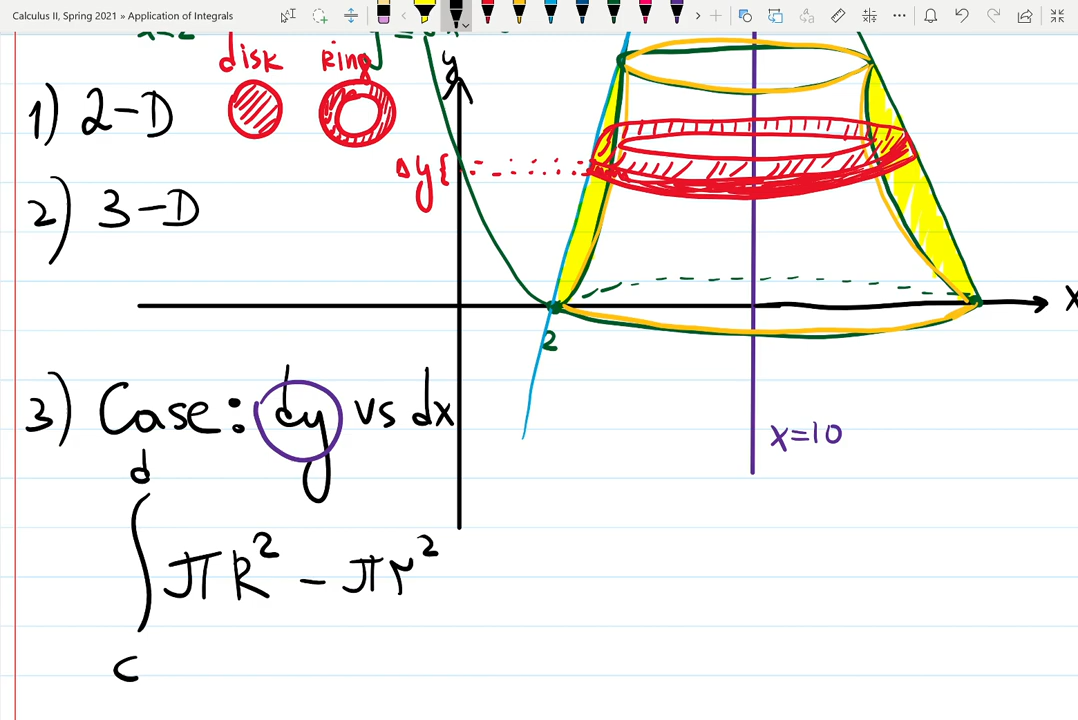 Calculus II, Spring 2021 » Application of Integrals
disk
Ring
1) 2-D
2) 3-D
y
Δy{
x
2
x=10
3) Case: dy vs dx
d
∫ πR² - πr²
c